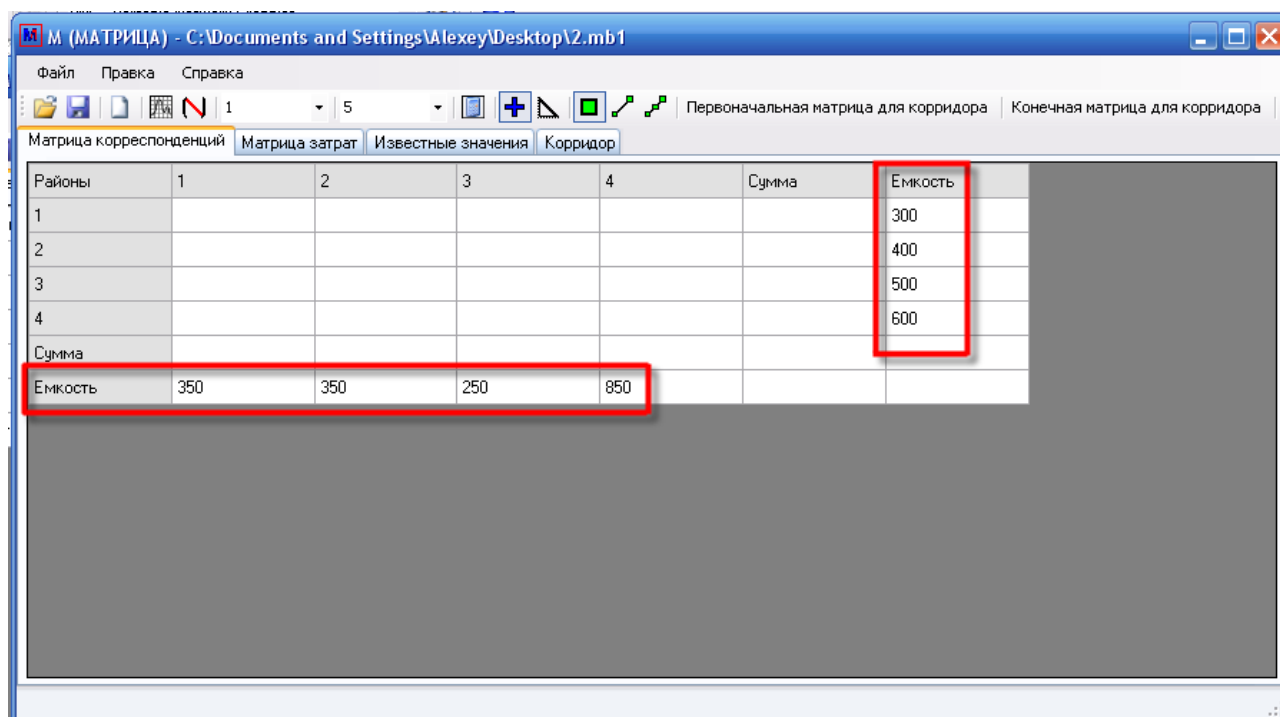 М (МАТРИЦА) - C:\Documents and Settings\Alexey\Desktop\2.mb1
Файл Правка Справка
1 5 Первоначальная матрица для корридора Конечная матрица для корридора
Матрица корреспонденций Матрица затрат Известные значения Корридор
Районы 1 2 3 4 Сумма Емкость
1 300
2 400
3 500
4 600
Сумма
Емкость 350 350 250 850